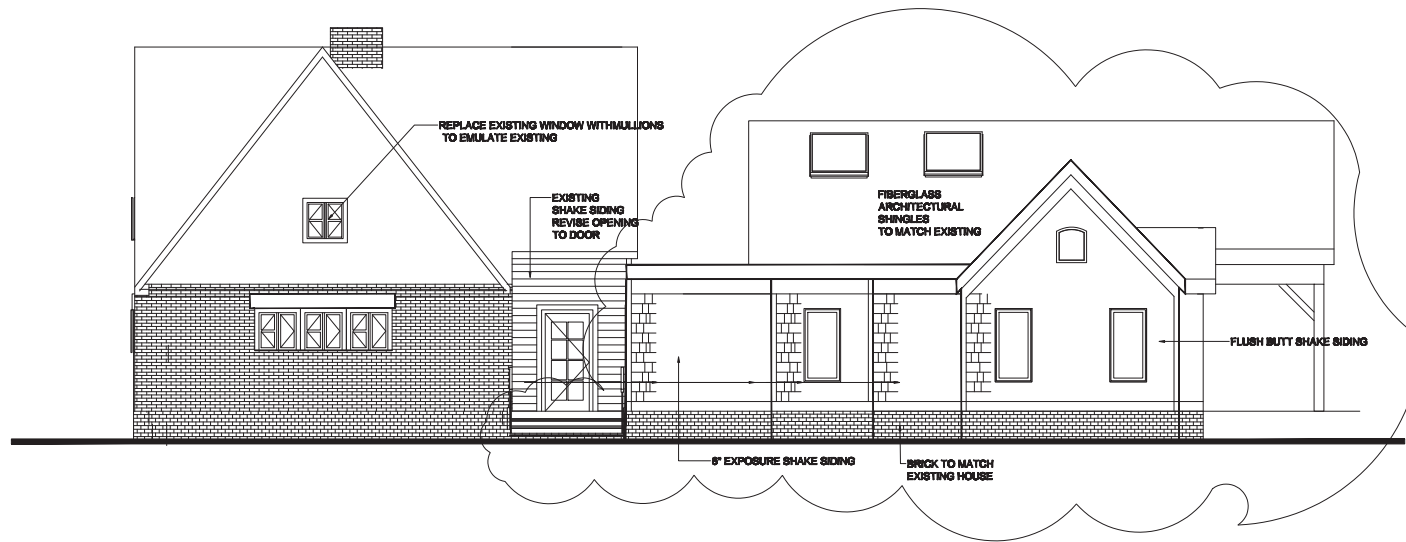 REPLACE EXISTING WINDOW WITHMULLIONS
TO EMULATE EXISTING
EXISTING
SHAKE SIDING
REVISE OPENING
TO DOOR
FIBERGLASS
ARCHITECTURAL
SHINGLES
TO MATCH EXISTING
FLUSH BUTT SHAKE SIDING
6" EXPOSURE SHAKE SIDING
BRICK TO MATCH
EXISTING HOUSE